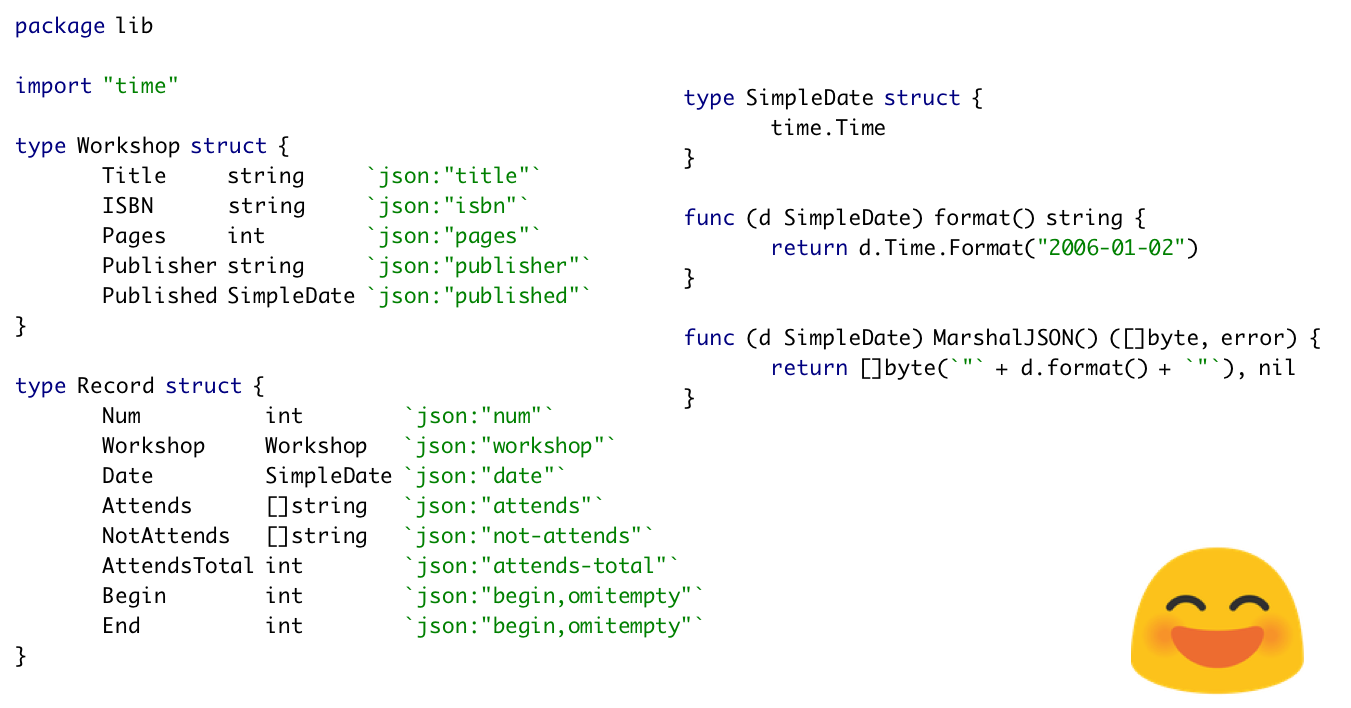 package lib
import "time"
type Workshop struct {
Title string `json:"title"`
ISBN string `json:"isbn"`
Pages int `json:"pages"`
Publisher string `json:"publisher"`
Published SimpleDate `json:"published"`
}
type Record struct {
Num int `json:"num"`
Workshop Workshop `json:"workshop"`
Date SimpleDate `json:"date"`
Attends []string `json:"attends"`
NotAttends []string `json:"not-attends"`
AttendsTotal int `json:"attends-total"`
Begin int `json:"begin,omitempty"`
End int `json:"begin,omitempty"`
}
type SimpleDate struct {
time.Time
}
func (d SimpleDate) format() string {
return d.Time.Format("2006-01-02")
}
func (d SimpleDate) MarshalJSON() ([]byte, error) {
return []byte(`"` + d.format() + `"`), nil
}